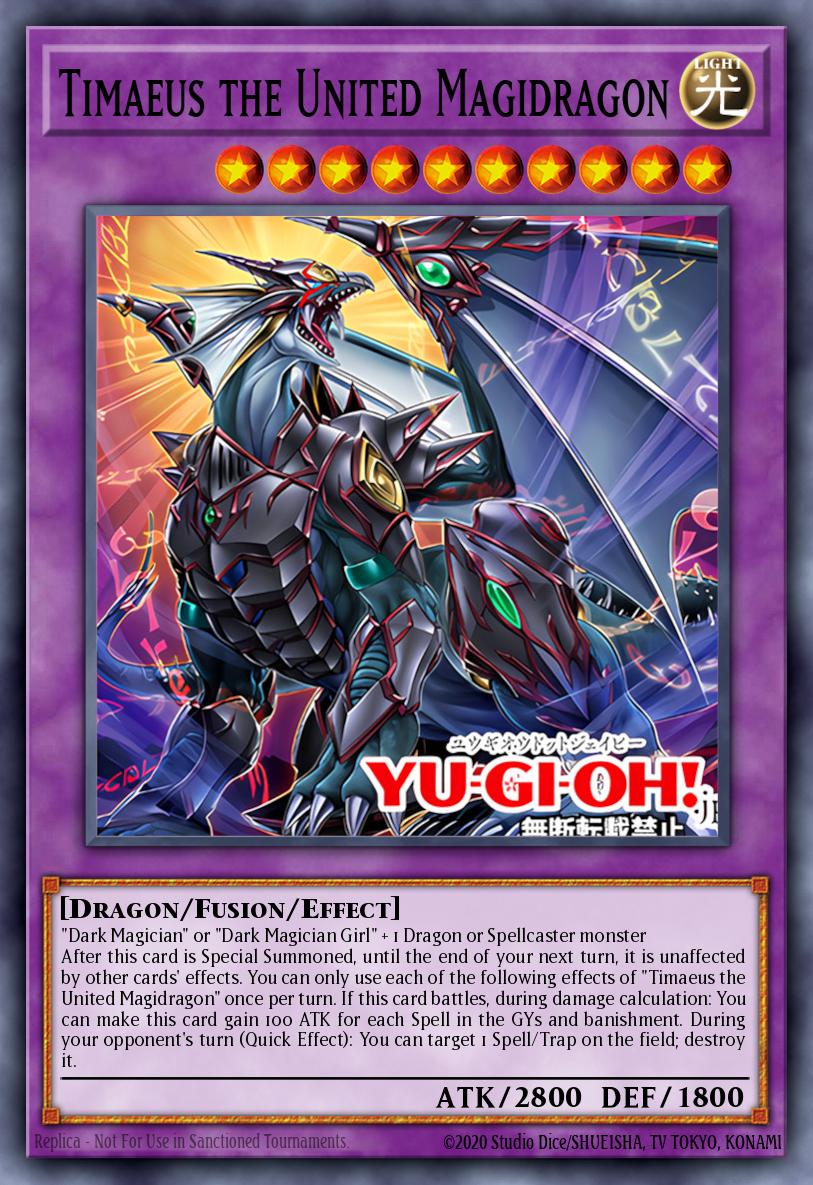 Timaeus the United Magidragon
LIGHT
光
ユウギオウドットジェイピー
YU-GI-OH!
無断転載禁止
[Dragon/Fusion/Effect]
"Dark Magician" or "Dark Magician Girl" + 1 Dragon or Spellcaster monster
After this card is Special Summoned, until the end of your next turn, it is unaffected
by other cards' effects. You can only use each of the following effects of "Timaeus the
United Magidragon" once per turn. If this card battles, during damage calculation: You
can make this card gain 100 ATK for each Spell in the GYs and banishment. During
your opponent's turn (Quick Effect): You can target 1 Spell/Trap on the field; destroy
it.
ATK/2800 DEF/1800
Replica - Not For Use in Sanctioned Tournaments.
©2020 Studio Dice/SHUEISHA, TV TOKYO, KONAMI